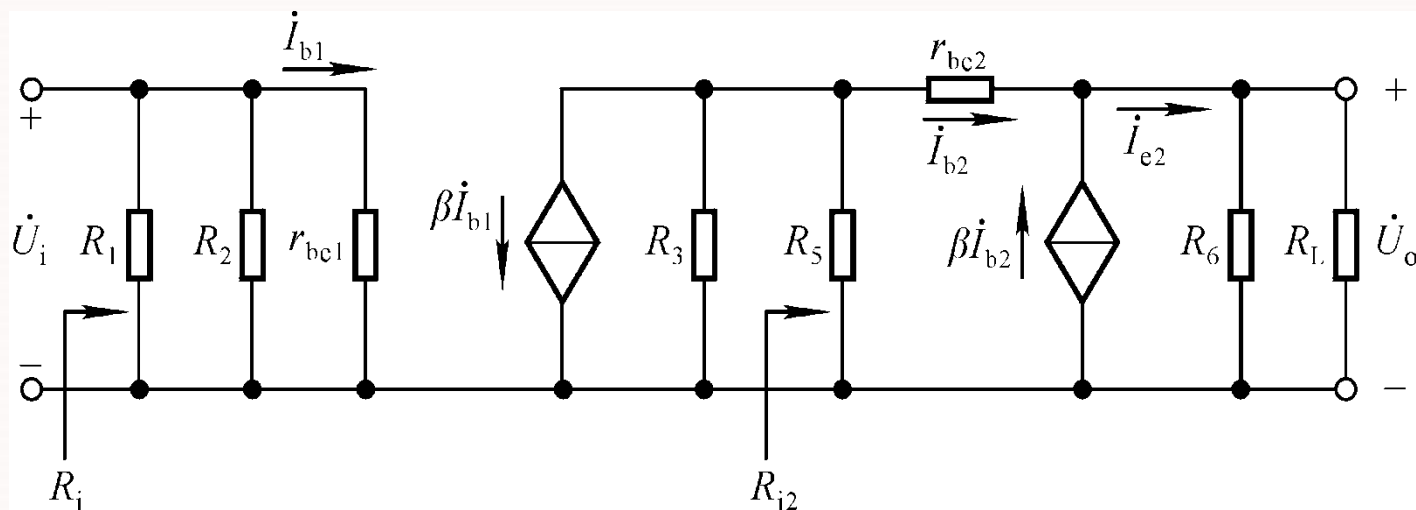 İb1
rbe2
+
+
İb2
İe2
U̇i
R1
R2
rbe1
βİb1
R3
R5
βİb2
R6
RL
U̇o
−
−
Ri
Ri2